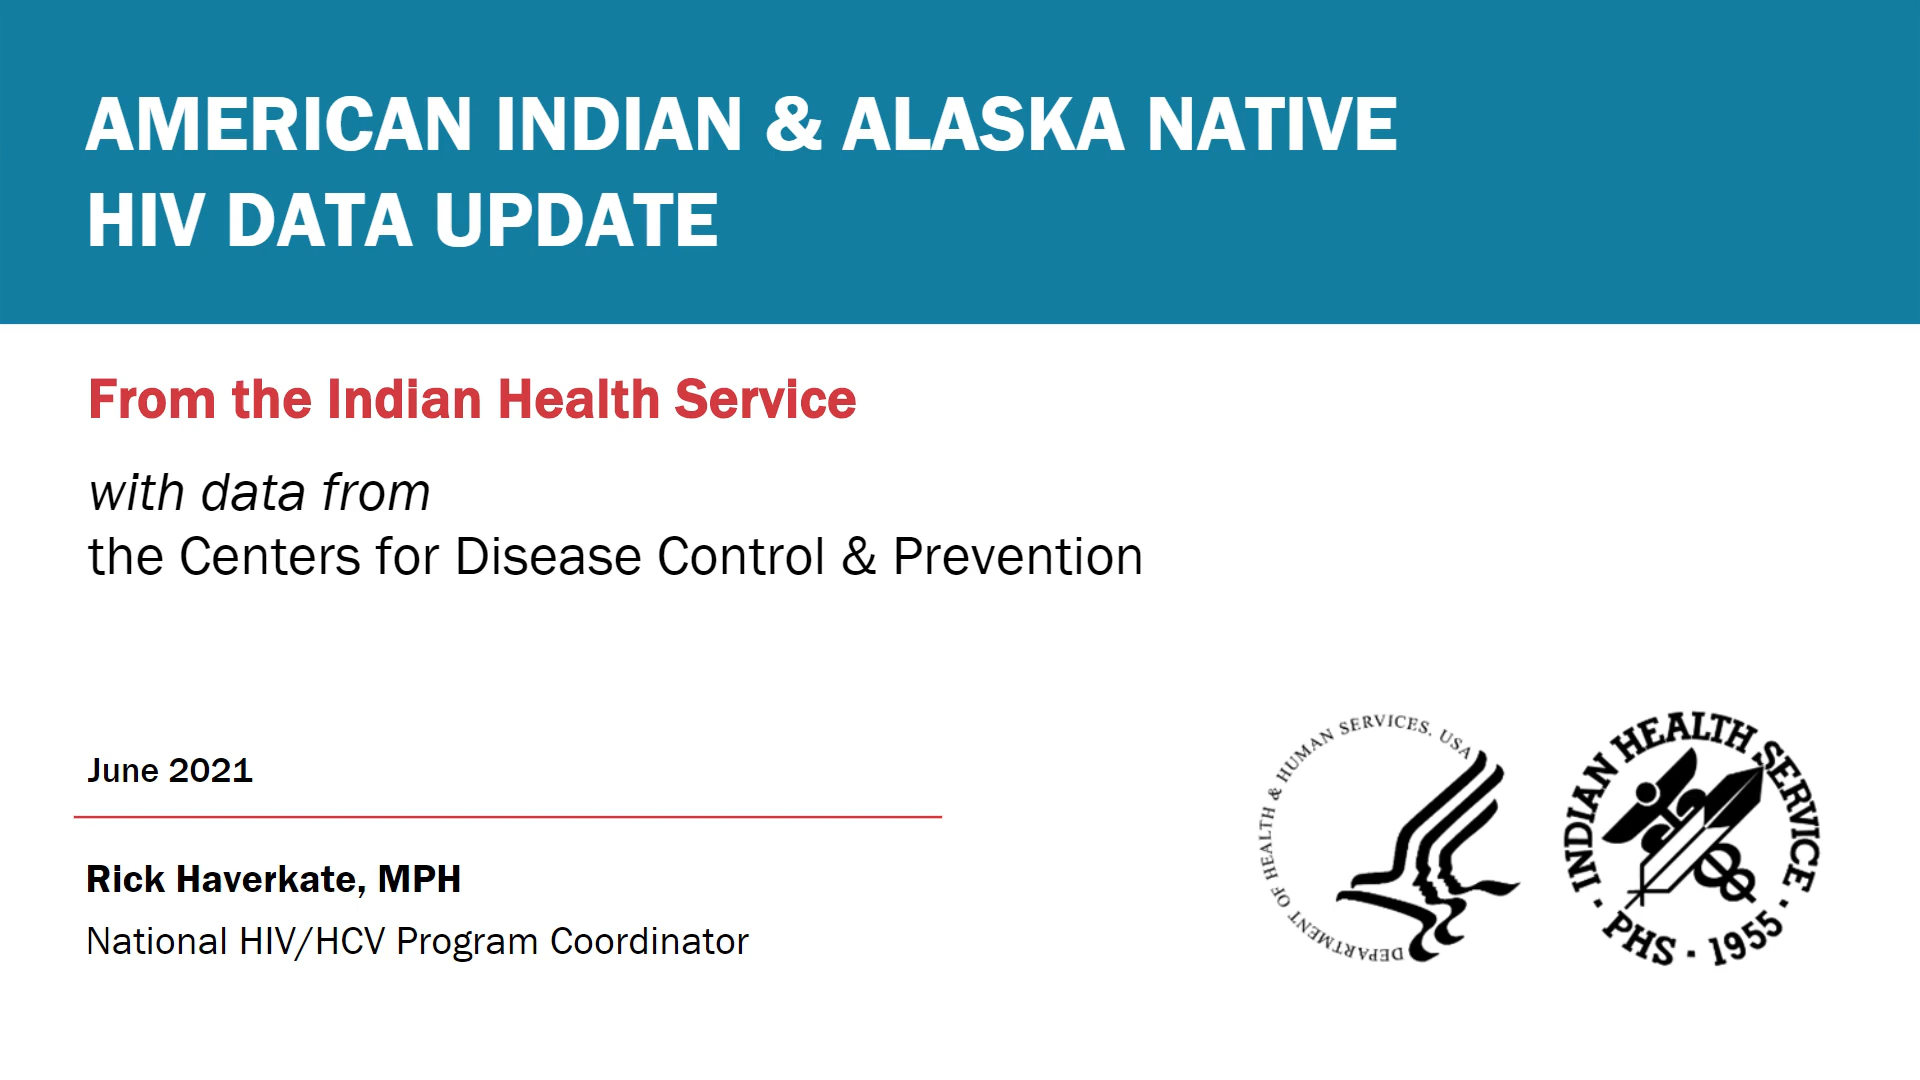 AMERICAN INDIAN & ALASKA NATIVE
HIV DATA UPDATE
From the Indian Health Service
with data from
the Centers for Disease Control & Prevention
June 2021
Rick Haverkate, MPH
National HIV/HCV Program Coordinator
DEPARTMENT OF HEALTH & HUMAN SERVICES. USA
INDIAN HEALTH SERVICE
· PHS · 1955 ·